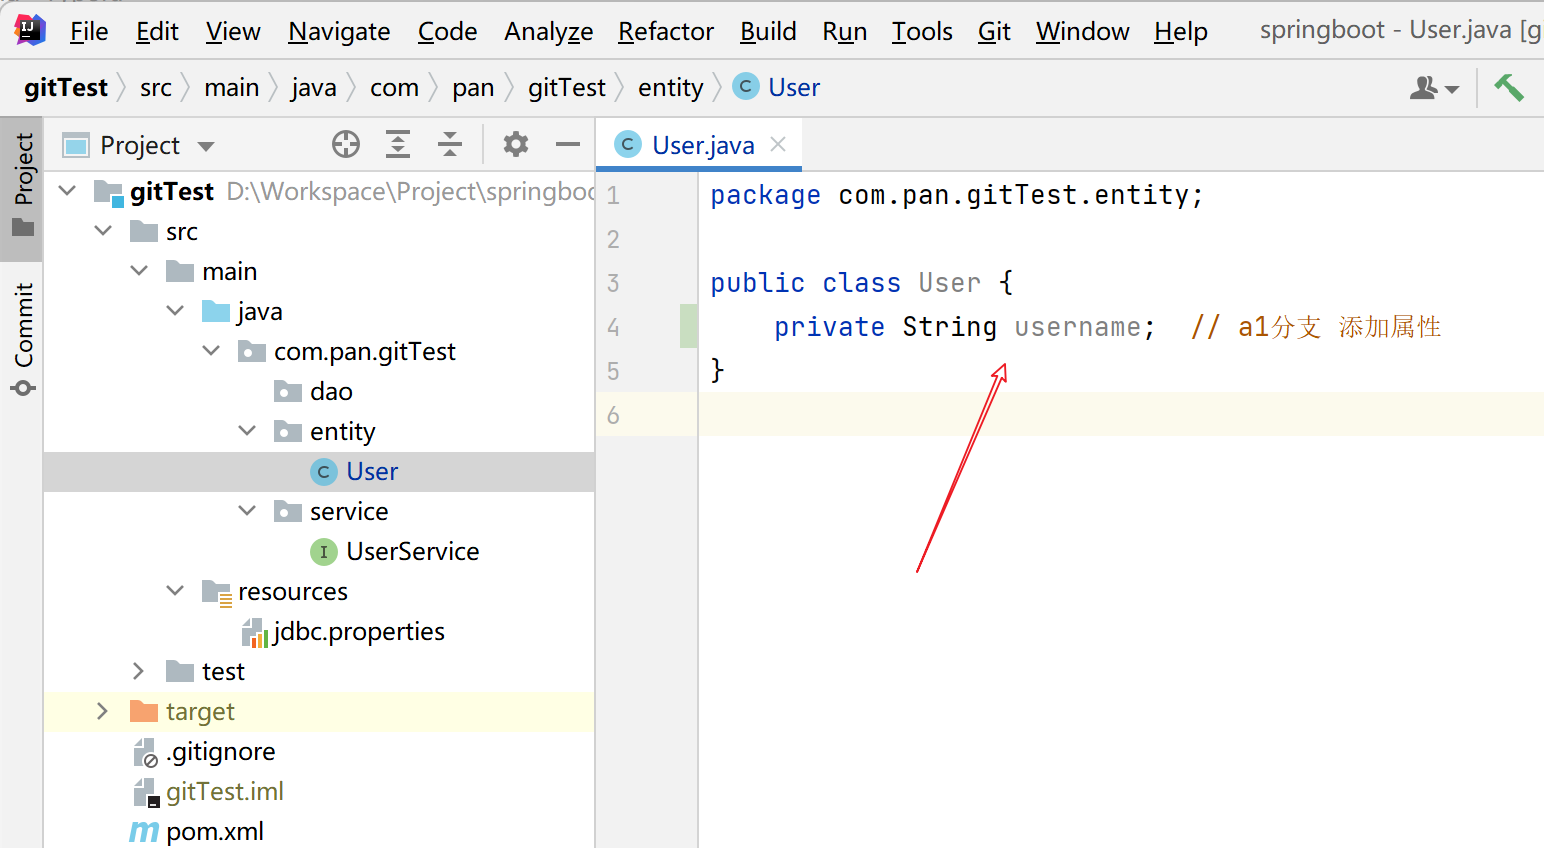 File Edit View Navigate Code Analyze Refactor Build Run Tools Git Window Help springboot - User.java [g
gitTest src main java com pan gitTest entity User
Project
Commit
Project
gitTest D:\Workspace\Project\springboo
src
main
java
com.pan.gitTest
dao
entity
User
service
UserService
resources
jdbc.properties
test
target
.gitignore
gitTest.iml
pom.xml
User.java
1 package com.pan.gitTest.entity;
2
3 public class User {
4 private String username; // a1分支 添加属性
5 }
6